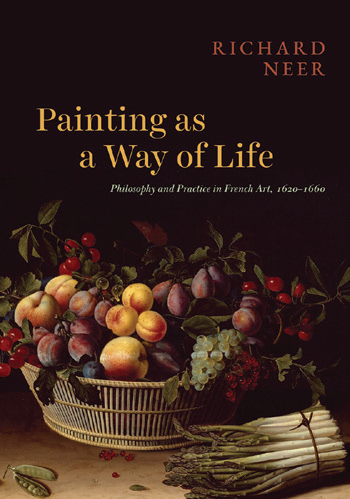 RICHARD
NEER
Painting as
a Way of Life
Philosophy and Practice in French Art, 1620–1660